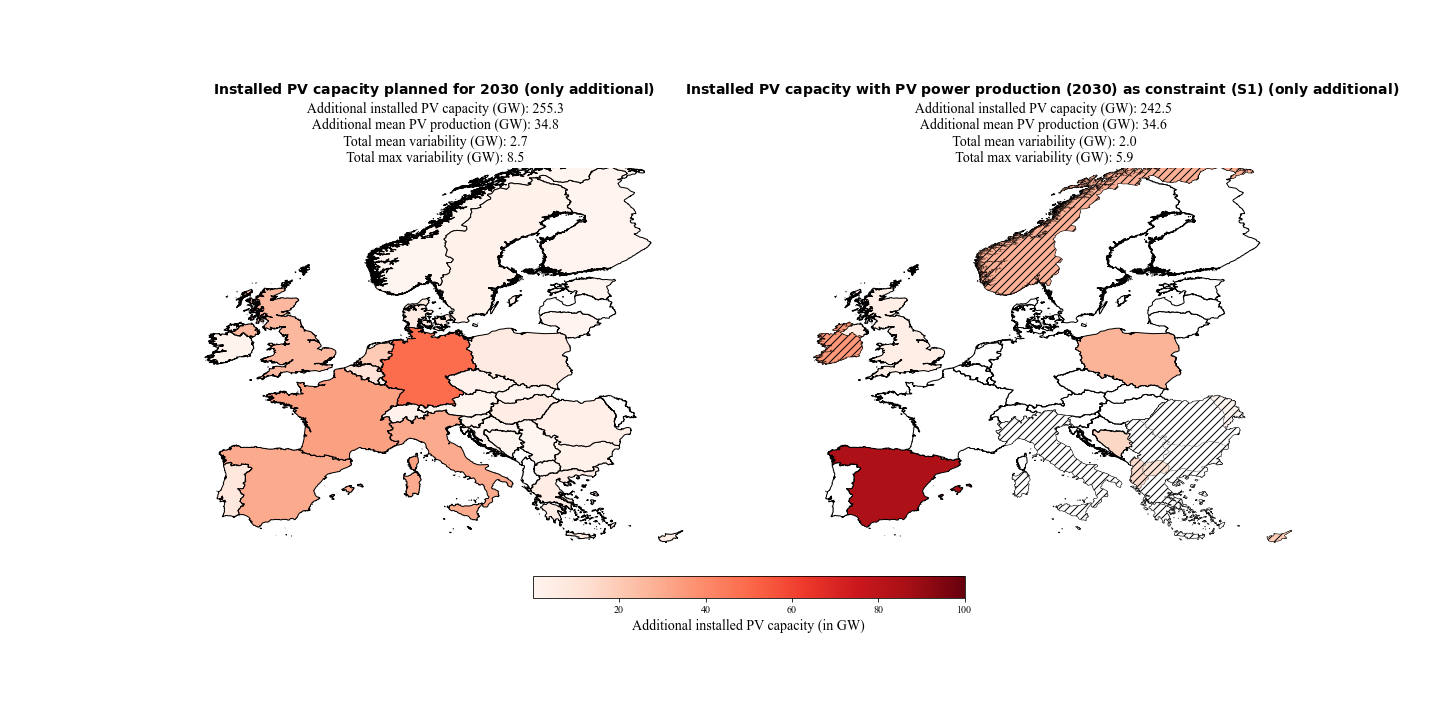 Installed PV capacity planned for 2030 (only additional)
Additional installed PV capacity (GW): 255.3
Additional mean PV production (GW): 34.8
Total mean variability (GW): 2.7
Total max variability (GW): 8.5
Installed PV capacity with PV power production (2030) as constraint (S1) (only additional)
Additional installed PV capacity (GW): 242.5
Additional mean PV production (GW): 34.6
Total mean variability (GW): 2.0
Total max variability (GW): 5.9
20 40 60 80 100
Additional installed PV capacity (in GW)